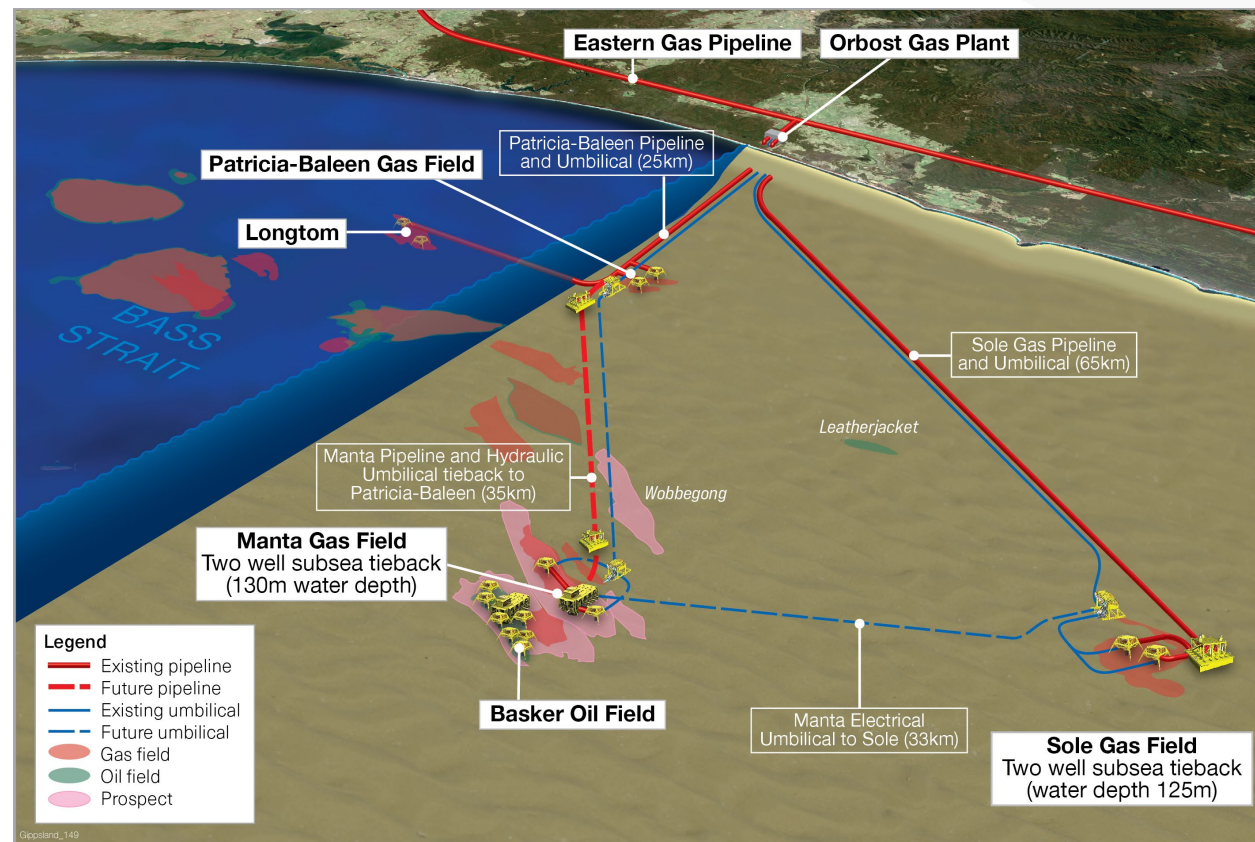 Eastern Gas Pipeline
Orbost Gas Plant
Patricia-Baleen Pipeline
and Umbilical (25km)
Patricia-Baleen Gas Field
Longtom
BASS
STRAIT
Sole Gas Pipeline
and Umbilical (65km)
Leatherjacket
Manta Pipeline and Hydraulic
Umbilical tieback to
Patricia-Baleen (35km)
Wobbegong
Manta Gas Field
Two well subsea tieback
(130m water depth)
Legend
Existing pipeline
Future pipeline
Existing umbilical
Future umbilical
Gas field
Oil field
Prospect
Basker Oil Field
Manta Electrical
Umbilical to Sole (33km)
Sole Gas Field
Two well subsea tieback
(water depth 125m)
Gippsland_149